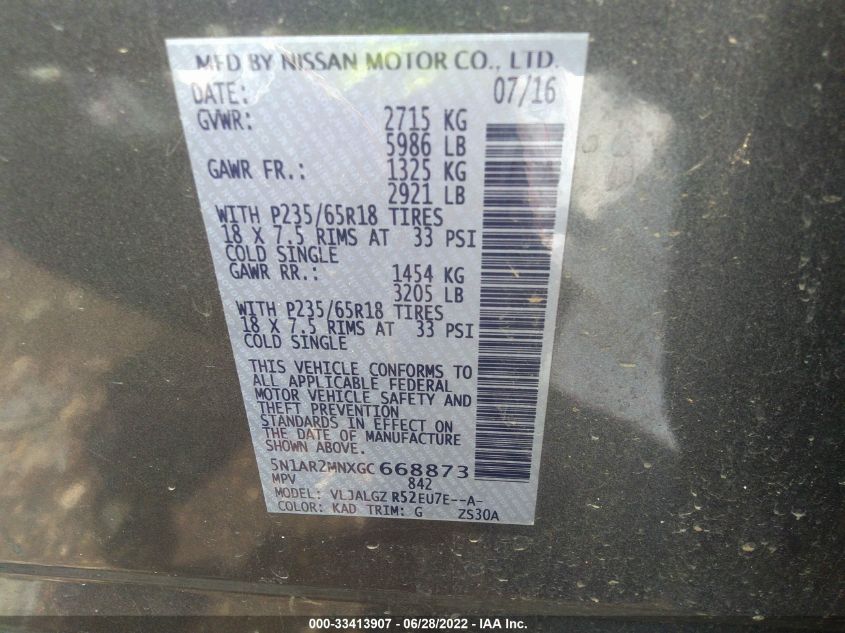 MFD BY NISSAN MOTOR CO., LTD.
DATE: 07/16
GVWR: 2715 KG
5986 LB
GAWR FR.: 1325 KG
2921 LB
WITH P235/65R18 TIRES
18 X 7.5 RIMS AT 33 PSI
COLD SINGLE
GAWR RR.: 1454 KG
3205 LB
WITH P235/65R18 TIRES
18 X 7.5 RIMS AT 33 PSI
COLD SINGLE
THIS VEHICLE CONFORMS TO
ALL APPLICABLE FEDERAL
MOTOR VEHICLE SAFETY AND
THEFT PREVENTION
STANDARDS IN EFFECT ON
THE DATE OF MANUFACTURE
SHOWN ABOVE.
5N1AR2MNXGC 668873
MPV 842
MODEL: VLJALGZ R52EU7E--A-
COLOR: KAD TRIM: G ZS30A
000-33413907 - 06/28/2022 - IAA Inc.